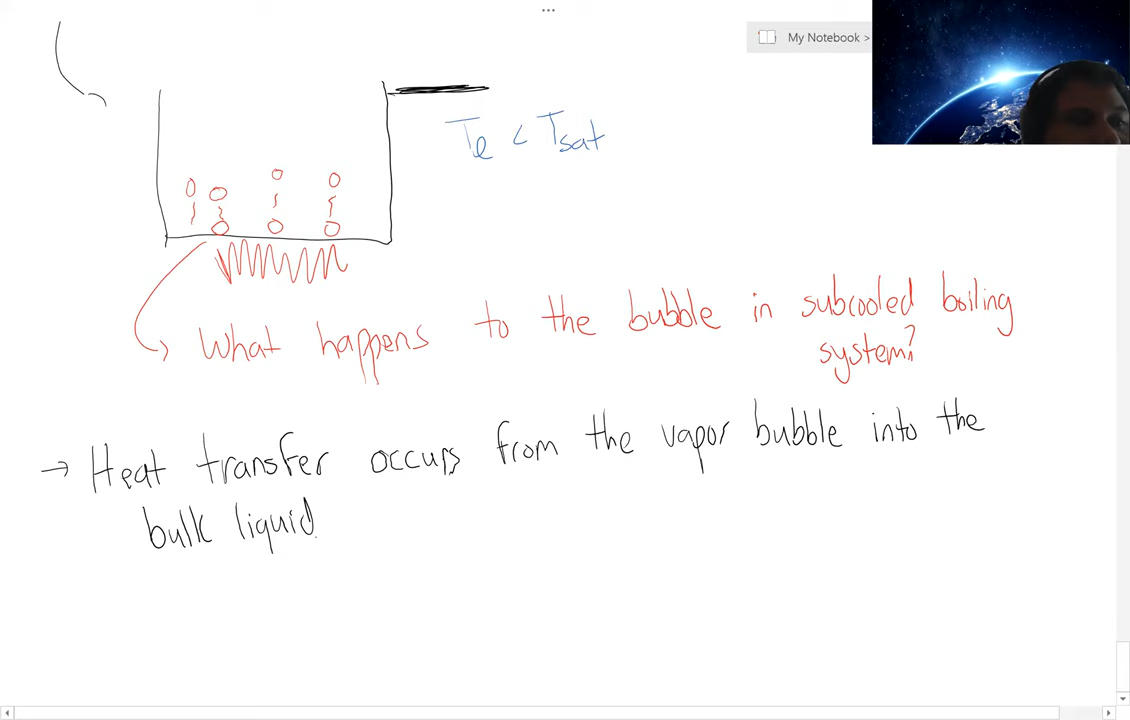 My Notebook >
Tℓ < Tsat
What happens to the bubble in subcooled boiling
system?
→ Heat transfer occurs from the vapor bubble into the
bulk liquid.